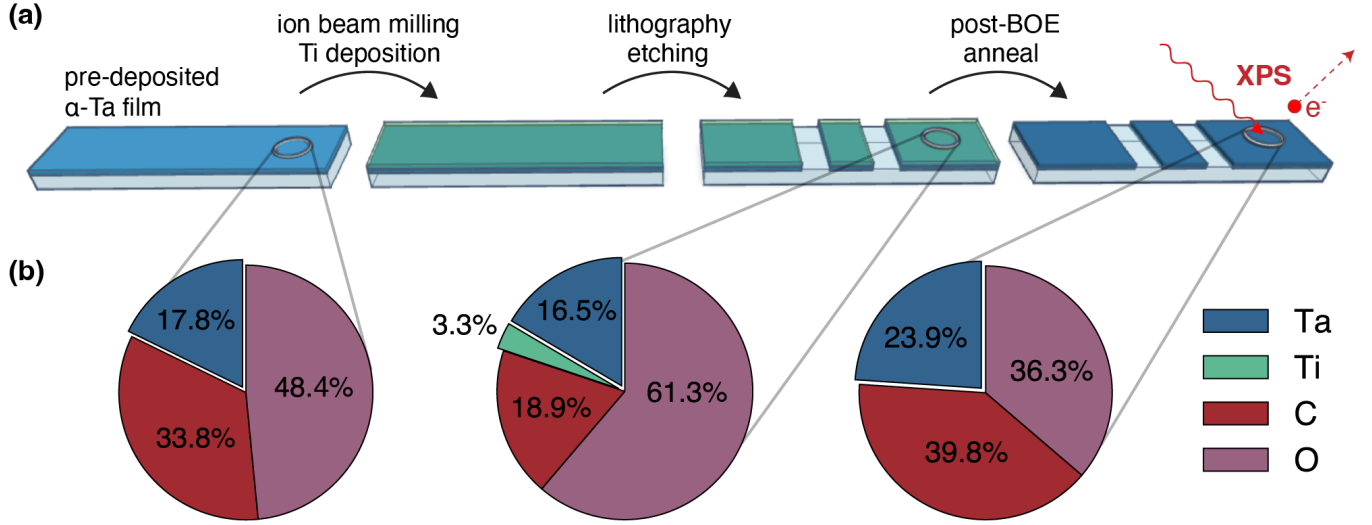 (a)
ion beam milling
Ti deposition
lithography
etching
post-BOE
anneal
pre-deposited
α-Ta film
XPS
e-
(b)
17.8%
48.4%
33.8%
3.3%
16.5%
18.9%
61.3%
23.9%
36.3%
39.8%
Ta
Ti
C
O